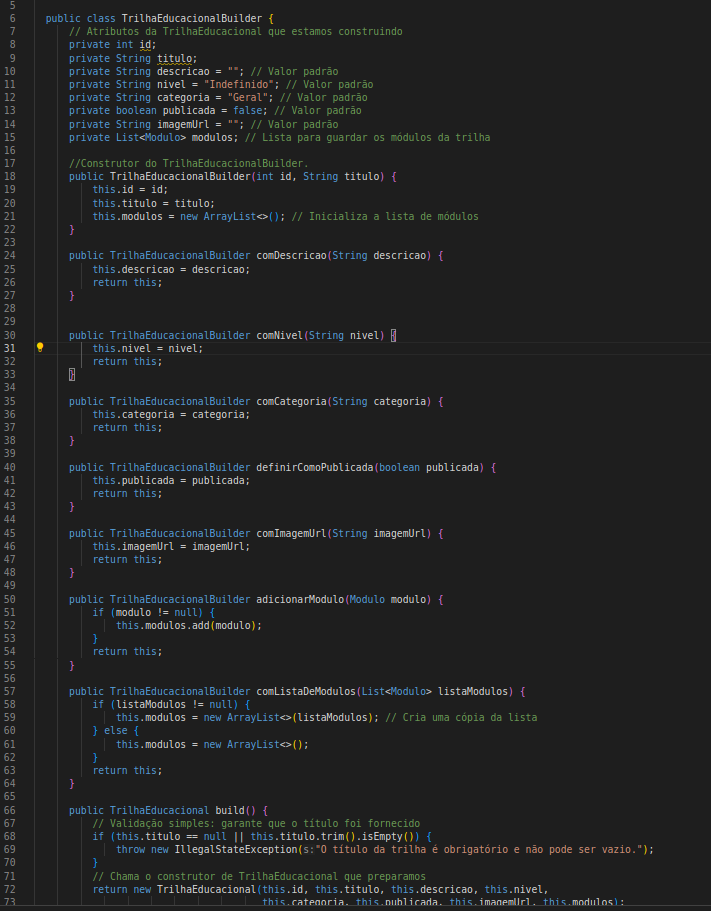 5
6 public class TrilhaEducacionalBuilder {
7 // Atributos da TrilhaEducacional que estamos construindo
8 private int id;
9 private String titulo;
10 private String descricao = ""; // Valor padrão
11 private String nivel = "Indefinido"; // Valor padrão
12 private String categoria = "Geral"; // Valor padrão
13 private boolean publicada = false; // Valor padrão
14 private String imagemUrl = ""; // Valor padrão
15 private List<Modulo> modulos; // Lista para guardar os módulos da trilha
16
17 //Construtor do TrilhaEducacionalBuilder.
18 public TrilhaEducacionalBuilder(int id, String titulo) {
19 this.id = id;
20 this.titulo = titulo;
21 this.modulos = new ArrayList<>(); // Inicializa a lista de módulos
22 }
23
24 public TrilhaEducacionalBuilder comDescricao(String descricao) {
25 this.descricao = descricao;
26 return this;
27 }
28
29
30 public TrilhaEducacionalBuilder comNivel(String nivel) {
31 this.nivel = nivel;
32 return this;
33 }
34
35 public TrilhaEducacionalBuilder comCategoria(String categoria) {
36 this.categoria = categoria;
37 return this;
38 }
39
40 public TrilhaEducacionalBuilder definirComoPublicada(boolean publicada) {
41 this.publicada = publicada;
42 return this;
43 }
44
45 public TrilhaEducacionalBuilder comImagemUrl(String imagemUrl) {
46 this.imagemUrl = imagemUrl;
47 return this;
48 }
49
50 public TrilhaEducacionalBuilder adicionarModulo(Modulo modulo) {
51 if (modulo != null) {
52 this.modulos.add(modulo);
53 }
54 return this;
55 }
56
57 public TrilhaEducacionalBuilder comListaDeModulos(List<Modulo> listaModulos) {
58 if (listaModulos != null) {
59 this.modulos = new ArrayList<>(listaModulos); // Cria uma cópia da lista
60 } else {
61 this.modulos = new ArrayList<>();
62 }
63 return this;
64 }
65
66 public TrilhaEducacional build() {
67 // Validação simples: garante que o título foi fornecido
68 if (this.titulo == null || this.titulo.trim().isEmpty()) {
69 throw new IllegalStateException(s:"O título da trilha é obrigatório e não pode ser vazio.");
70 }
71 // Chama o construtor de TrilhaEducacional que preparamos
72 return new TrilhaEducacional(this.id, this.titulo, this.descricao, this.nivel,
73 this.categoria, this.publicada, this.imagemUrl, this.modulos);